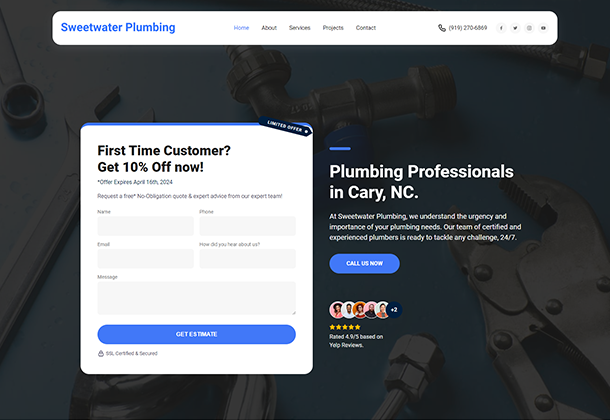 Sweetwater Plumbing
Home About Services Projects Contact
(919) 270-6869
LIMITED OFFER
First Time Customer?
Get 10% Off now!
*Offer Expires April 16th, 2024
Request a free* No-Obligation quote & expert advice from our expert team!
Name Phone
Email How did you hear about us?
Message
GET ESTIMATE
SSL Certified & Secured
Plumbing Professionals
in Cary, NC.
At Sweetwater Plumbing, we understand the urgency and
importance of your plumbing needs. Our team of certified and
experienced plumbers is ready to tackle any challenge, 24/7.
CALL US NOW
+2
Rated 4.9/5 based on
Yelp Reviews.